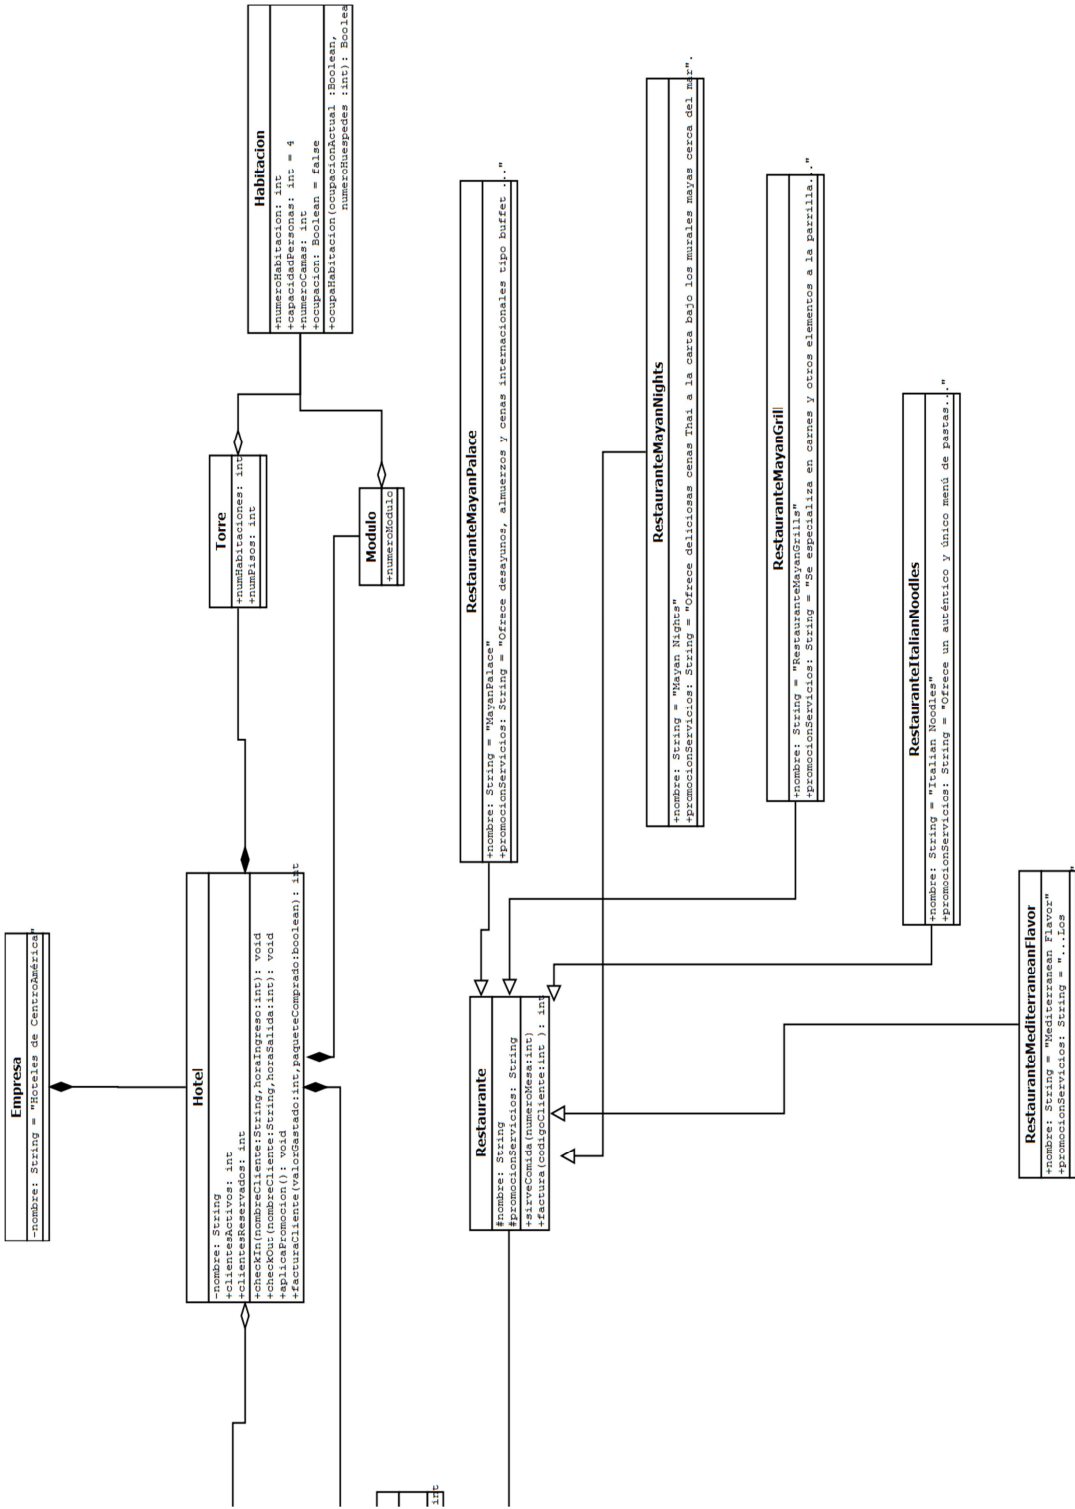 Empresa
-nombre: String = "Hoteles de CentroAmérica"
Hotel
-nombre: String
+clientesActivos: int
+clientesReservados: int
+checkIn(nombreCliente:String,horaIngreso:int): void
+checkOut(nombreCliente:String,horaSalida:int): void
+aplicaPromocion(): void
+facturaCliente(valorGastado:int,paqueteComprado:boolean): int
Torre
+numHabitaciones: int
+numPisos: int
Habitacion
+numeroHabitacion: int
+capacidadPersonas: int = 4
+numeroCamas: int
+ocupacion: Boolean = false
+ocupaHabitacion(ocupacionActual :Boolean,
numeroHuespedes :int): Boolea
Modulo
+numeroModulo
int
Restaurante
#nombre: String
#promocionServicios: String
+sirveComida(numeroMesa:int)
+factura(codigoCliente:int ): int
RestauranteMayanPalace
+nombre: String = "MayanPalace"
+promocionServicios: String = "Ofrece desayunos, almuerzos y cenas internacionales tipo buffet ..."
RestauranteMayanNights
+nombre: String = "Mayan Nights"
+promocionServicios: String = "Ofrece deliciosas cenas Thai a la carta bajo los murales mayas cerca del mar".
RestauranteMayanGrill
+nombre: String = "RestauranteMayanGrills"
+promocionServicios: String = "Se especializa en carnes y otros elementos a la parrilla..."
RestauranteItalianNoodles
+nombre: String = "Italian Noodles"
+promocionServicios: String = "Ofrece un auténtico y único menú de pastas..."
RestauranteMediterraneanFlavor
+nombre: String = "Mediterranean Flavor"
+promocionServicios: String = "...Los "